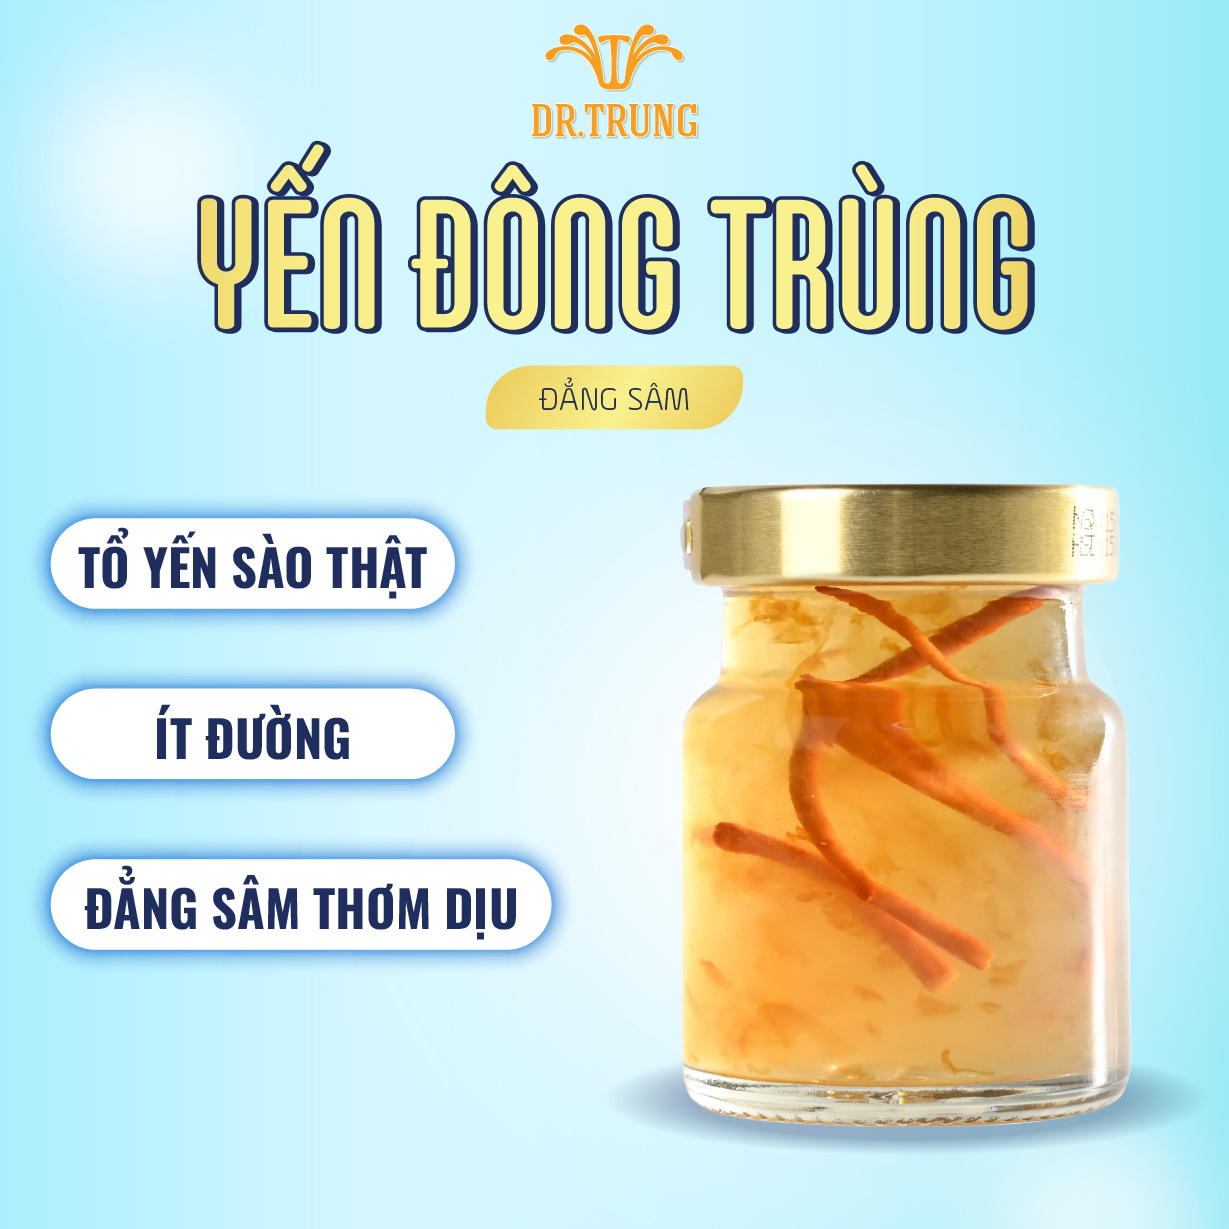 DR.TRUNG
YẾN ĐÔNG TRÙNG
ĐẲNG SÂM
TỔ YẾN SÀO THẬT
ÍT ĐƯỜNG
ĐẲNG SÂM THƠM DỊU